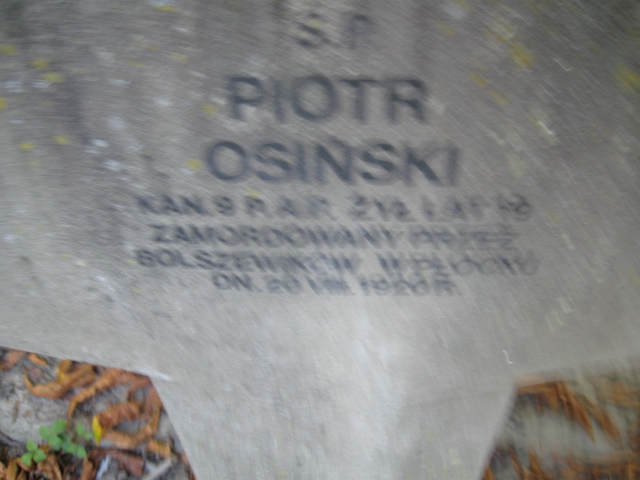 Ś.P
PIOTR
OSIŃSKI
KAN. 9 P.A.P. ŻYŁ LAT
ZAMORDOWANY PRZEZ
BOLSZEWIKÓW W PŁOCKU
DN. 20 VIII. 1920 R.